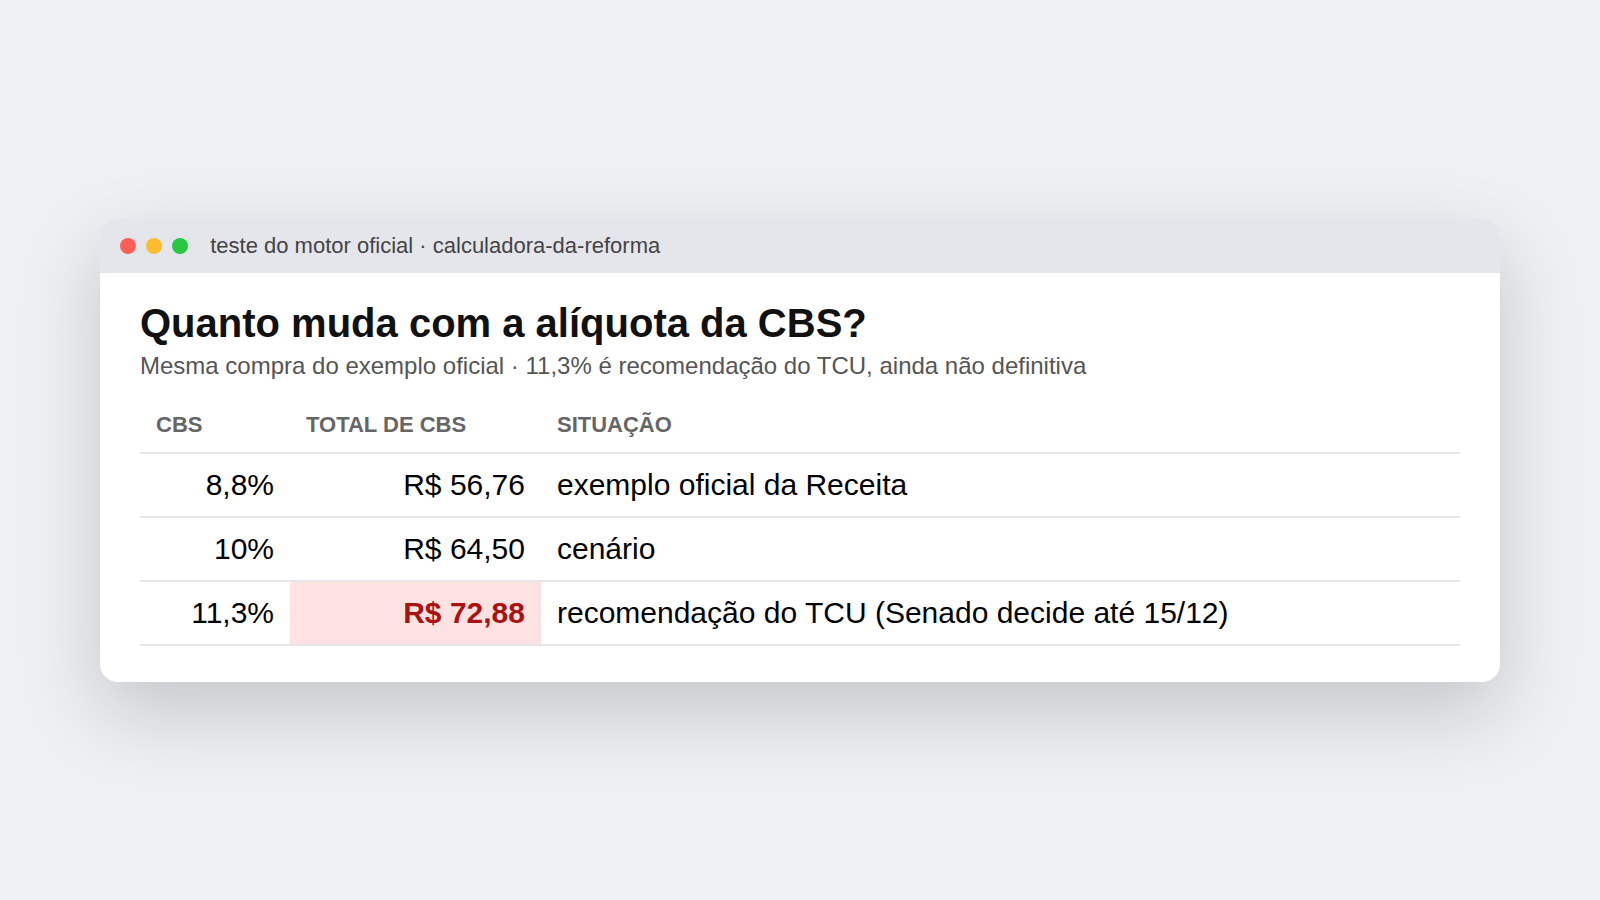 teste do motor oficial · calculadora-da-reforma
Quanto muda com a alíquota da CBS?
Mesma compra do exemplo oficial · 11,3% é recomendação do TCU, ainda não definitiva
CBS TOTAL DE CBS SITUAÇÃO
8,8% R$ 56,76 exemplo oficial da Receita
10% R$ 64,50 cenário
11,3% R$ 72,88 recomendação do TCU (Senado decide até 15/12)